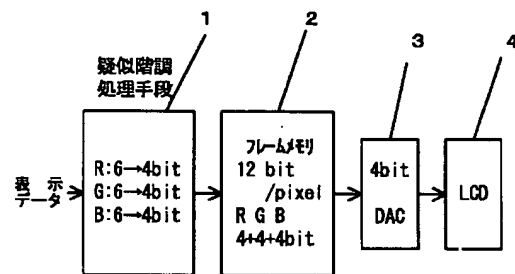 1
2
3
4
疑似階調
処理手段
表示
データ
R:6→4bit
G:6→4bit
B:6→4bit
フレームメモリ
12 bit
/pixel
R G B
4+4+4bit
4bit
DAC
LCD